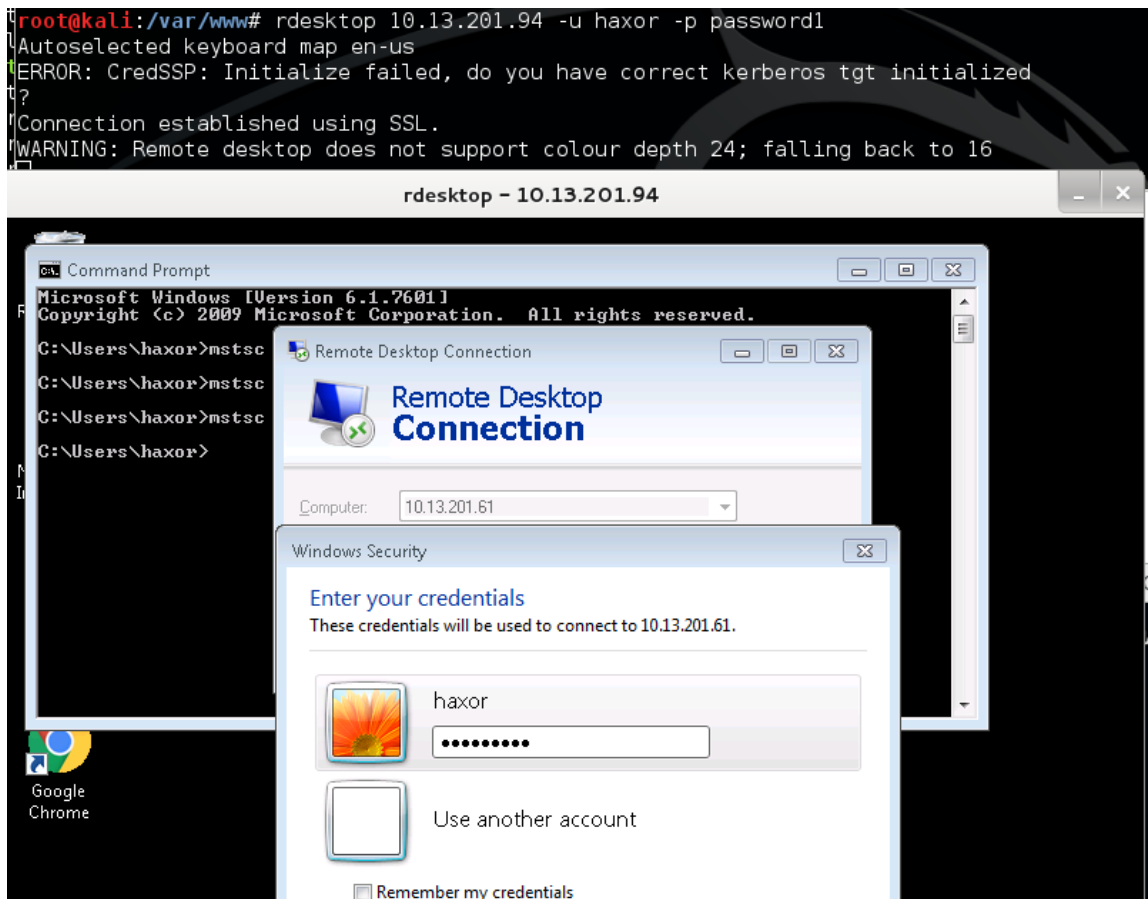 root@kali:/var/www# rdesktop 10.13.201.94 -u haxor -p password1
Autoselected keyboard map en-us
ERROR: CredSSP: Initialize failed, do you have correct kerberos tgt initialized
?
Connection established using SSL.
WARNING: Remote desktop does not support colour depth 24; falling back to 16
rdesktop - 10.13.201.94
Command Prompt
Microsoft Windows [Version 6.1.7601]
Copyright (c) 2009 Microsoft Corporation.  All rights reserved.
C:\Users\haxor>mstsc
C:\Users\haxor>mstsc
C:\Users\haxor>mstsc
C:\Users\haxor>
Remote Desktop Connection
Remote Desktop
Connection
Computer:
10.13.201.61
Windows Security
Enter your credentials
These credentials will be used to connect to 10.13.201.61.
haxor
•••••••••
Use another account
Remember my credentials
Google
Chrome